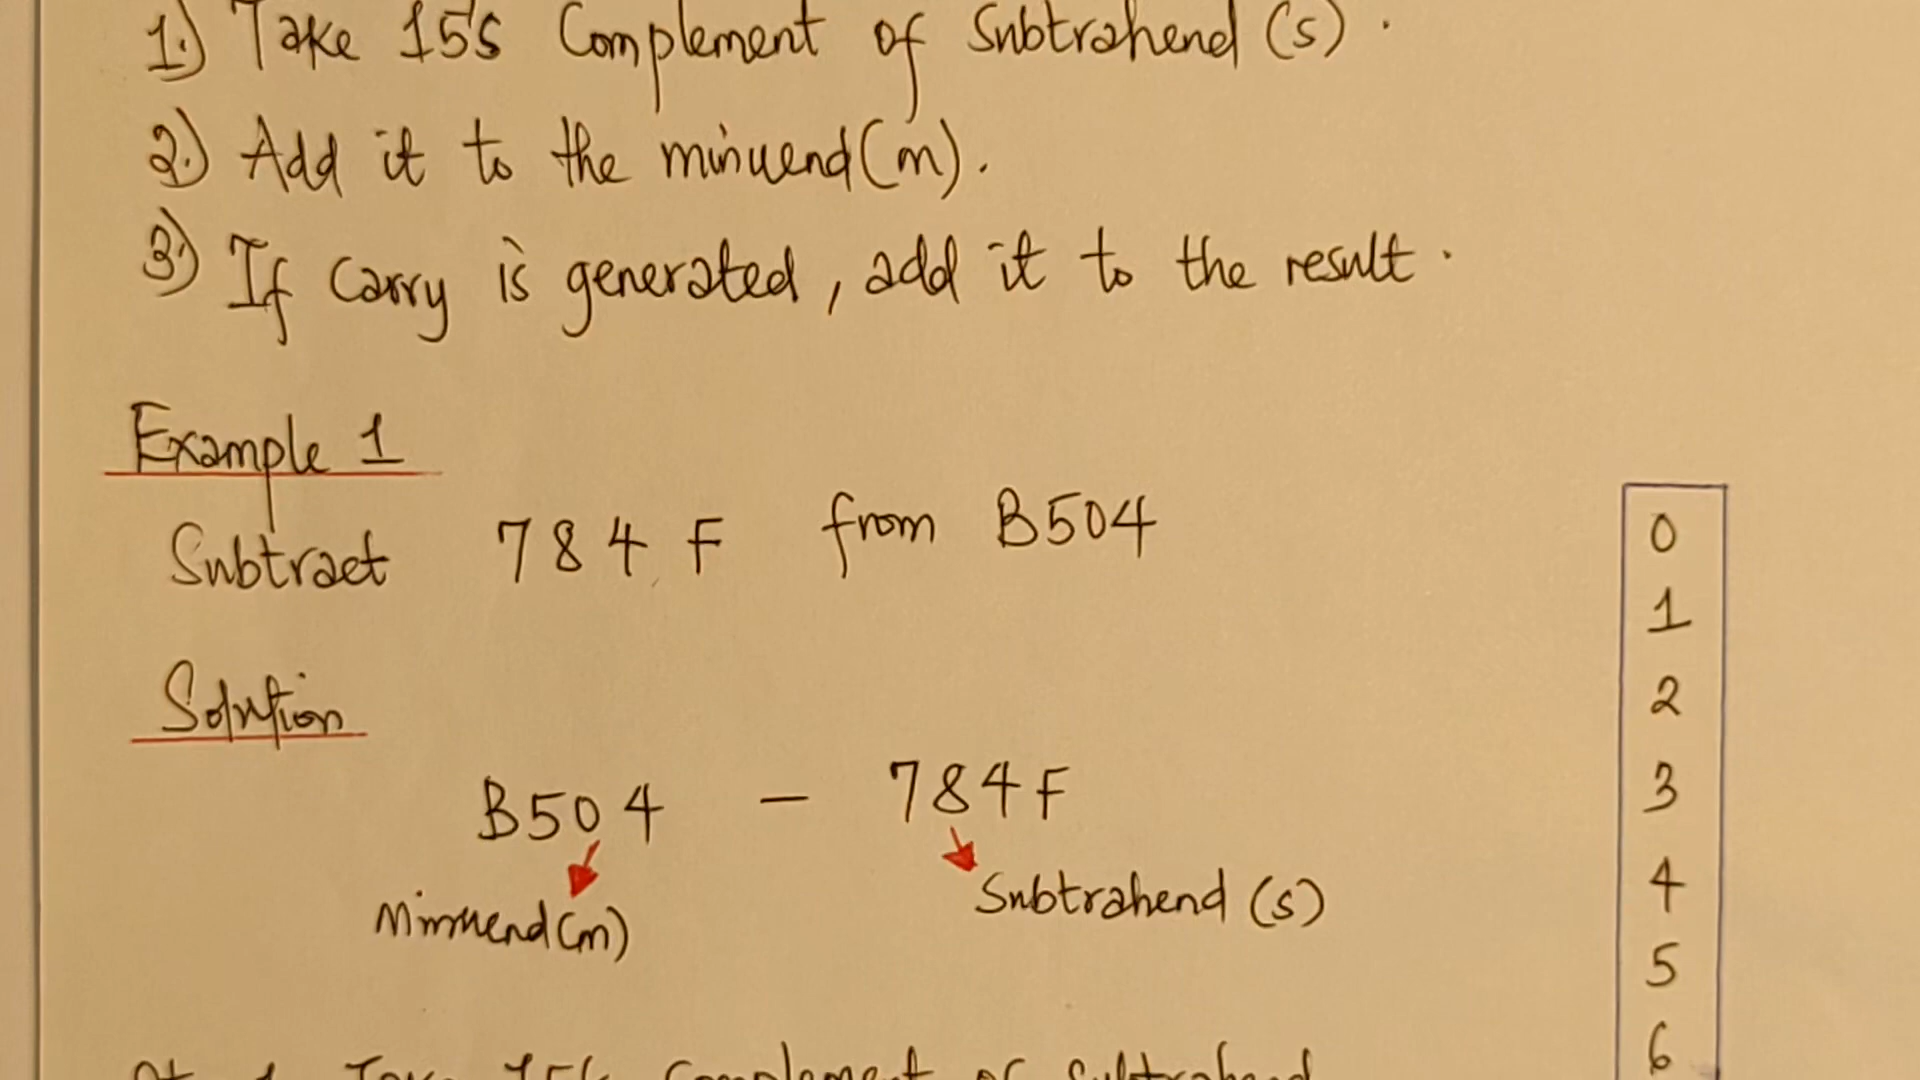 1.) Take 15's Complement of Subtrahend (s).
2.) Add it to the minuend (m).
3.) If Carry is generated, add it to the result.
Example 1
Subtract 784F from B504
Solution
B504 - 784F
Minuend (m)
Subtrahend (s)
0
1
2
3
4
5
6